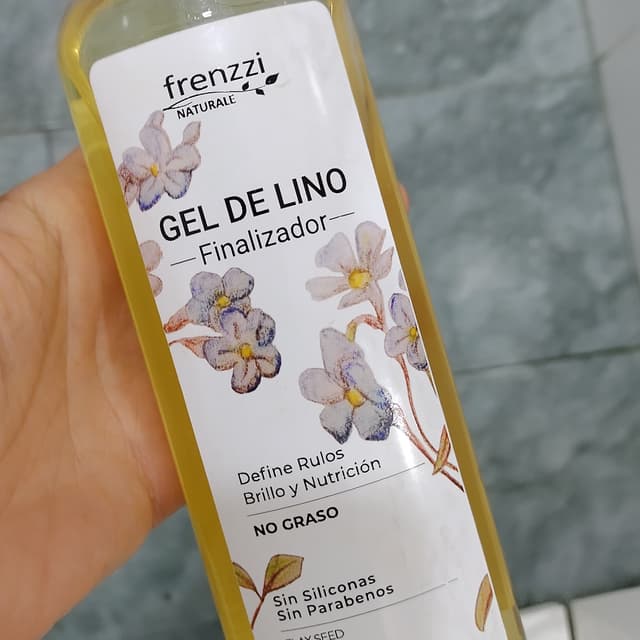 frenzzi
NATURALE
GEL DE LINO
Finalizador
Define Rulos
Brillo y Nutrición
NO GRASO
Sin Siliconas
Sin Parabenos